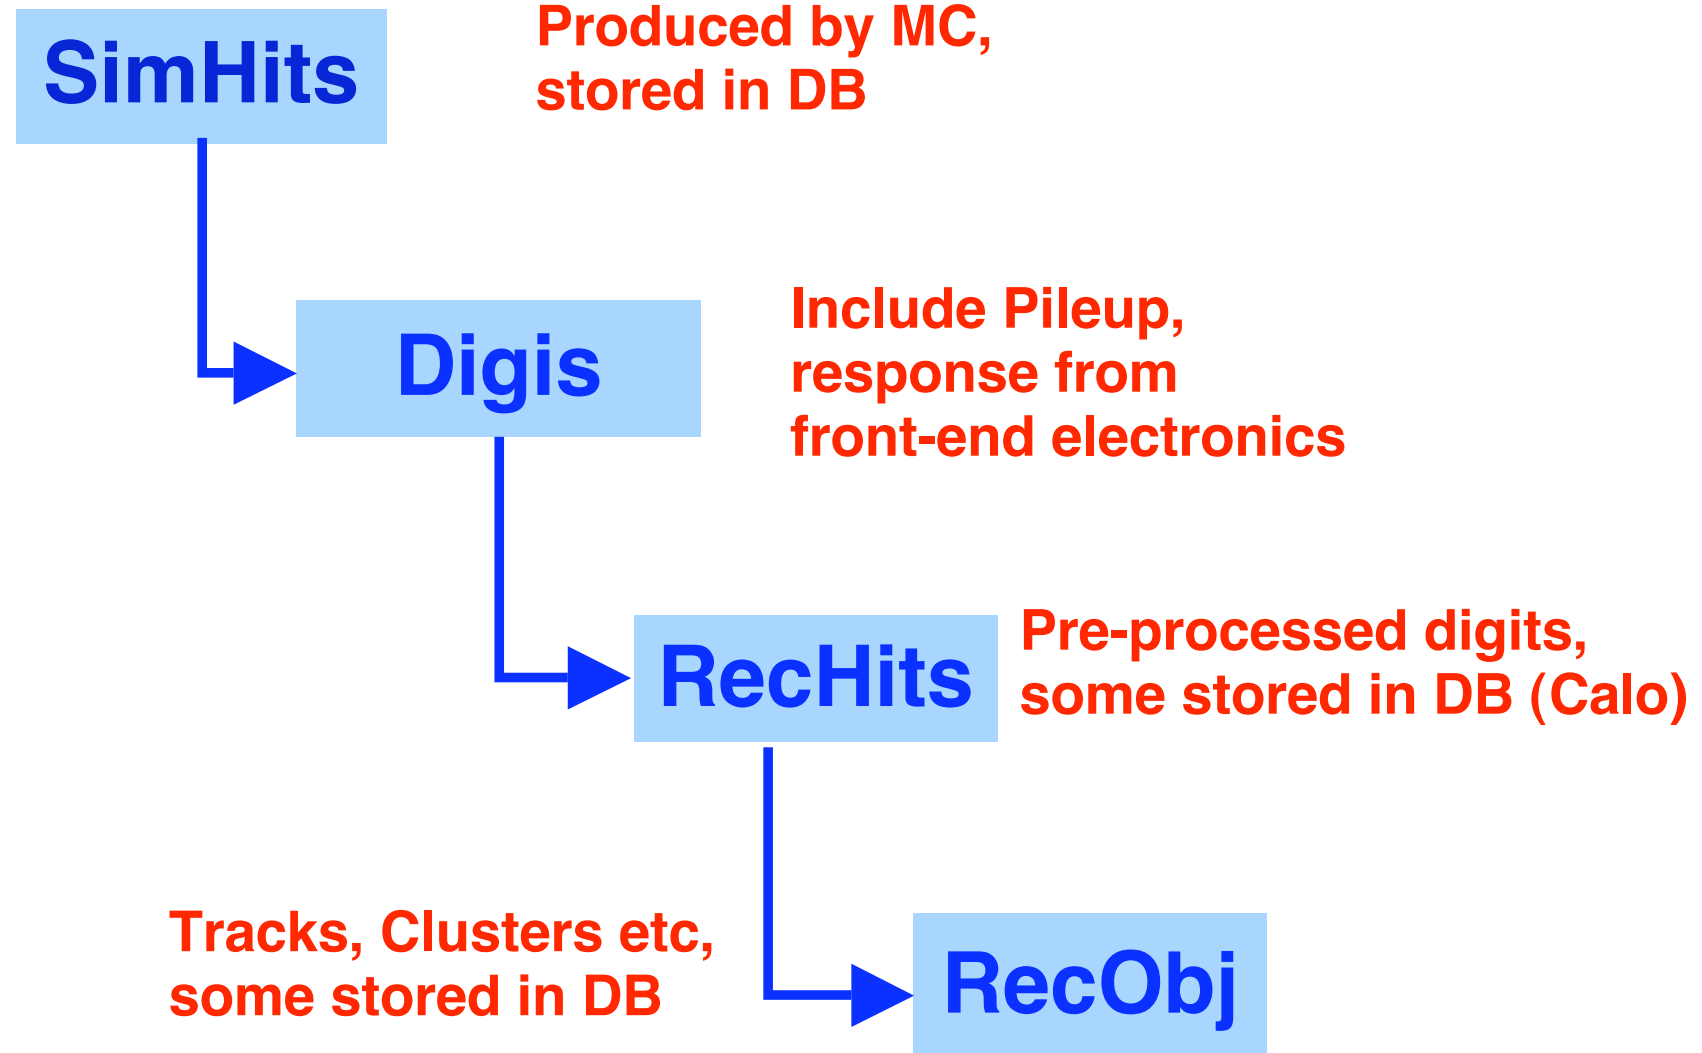 SimHits
Produced by MC,
stored in DB
Digis
Include Pileup,
response from
front-end electronics
RecHits
Pre-processed digits,
some stored in DB (Calo)
Tracks, Clusters etc,
some stored in DB
RecObj